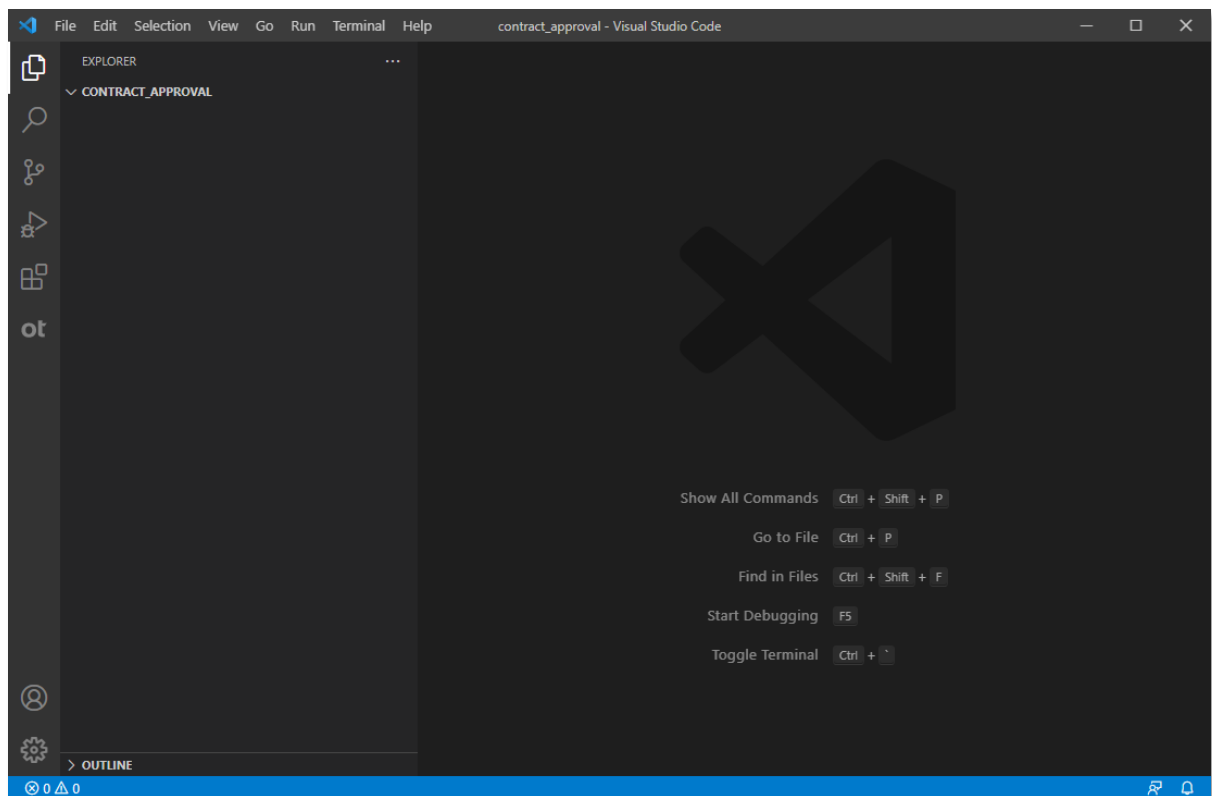 File Edit Selection View Go Run Terminal Help contract_approval - Visual Studio Code
EXPLORER ...
CONTRACT_APPROVAL
ot
Show All Commands Ctrl + Shift + P
Go to File Ctrl + P
Find in Files Ctrl + Shift + F
Start Debugging F5
Toggle Terminal Ctrl + `
OUTLINE
0 0